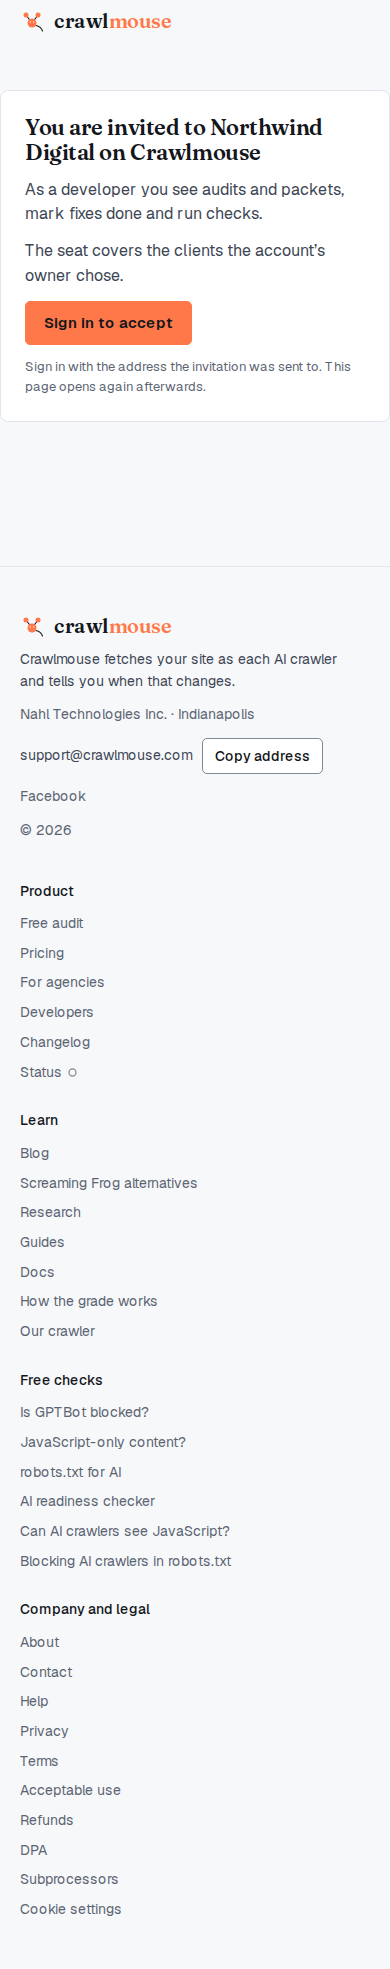 crawlmouse
You are invited to Northwind
Digital on Crawlmouse
As a developer you see audits and packets,
mark fixes done and run checks.
The seat covers the clients the account’s
owner chose.
Sign in to accept
Sign in with the address the invitation was sent to. This
page opens again afterwards.
crawlmouse
Crawlmouse fetches your site as each AI crawler
and tells you when that changes.
Nahl Technologies Inc. · Indianapolis
support@crawlmouse.com Copy address
Facebook
© 2026
Product
Free audit
Pricing
For agencies
Developers
Changelog
Status
Learn
Blog
Screaming Frog alternatives
Research
Guides
Docs
How the grade works
Our crawler
Free checks
Is GPTBot blocked?
JavaScript-only content?
robots.txt for AI
AI readiness checker
Can AI crawlers see JavaScript?
Blocking AI crawlers in robots.txt
Company and legal
About
Contact
Help
Privacy
Terms
Acceptable use
Refunds
DPA
Subprocessors
Cookie settings